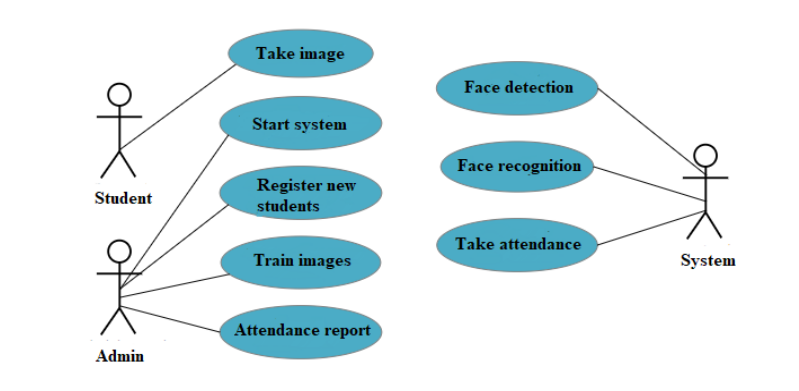 Take image
Start system
Register new
students
Train images
Attendance report
Student
Admin
Face detection
Face recognition
Take attendance
System